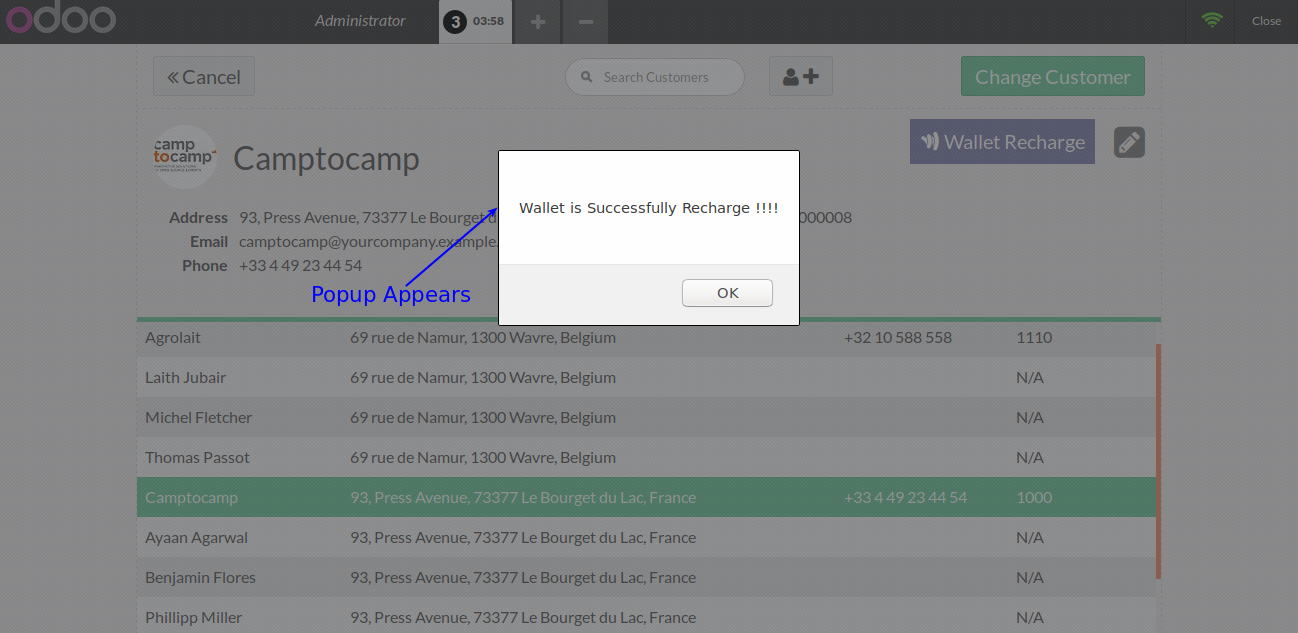 odoo Administrator 3 03:58 Close
Cancel Search Customers Change Customer
camp
tocamp
Camptocamp
Wallet Recharge
Address 93, Press Avenue, 73377 Le Bourget d 000008
Email camptocamp@yourcompany.example.
Phone +33 4 49 23 44 54
Wallet is Successfully Recharge !!!!
OK
Popup Appears
Agrolait 69 rue de Namur, 1300 Wavre, Belgium +32 10 588 558 1110
Laith Jubair 69 rue de Namur, 1300 Wavre, Belgium N/A
Michel Fletcher 69 rue de Namur, 1300 Wavre, Belgium N/A
Thomas Passot 69 rue de Namur, 1300 Wavre, Belgium N/A
Camptocamp 93, Press Avenue, 73377 Le Bourget du Lac, France +33 4 49 23 44 54 1000
Ayaan Agarwal 93, Press Avenue, 73377 Le Bourget du Lac, France N/A
Benjamin Flores 93, Press Avenue, 73377 Le Bourget du Lac, France N/A
Phillipp Miller 93, Press Avenue, 73377 Le Bourget du Lac, France N/A